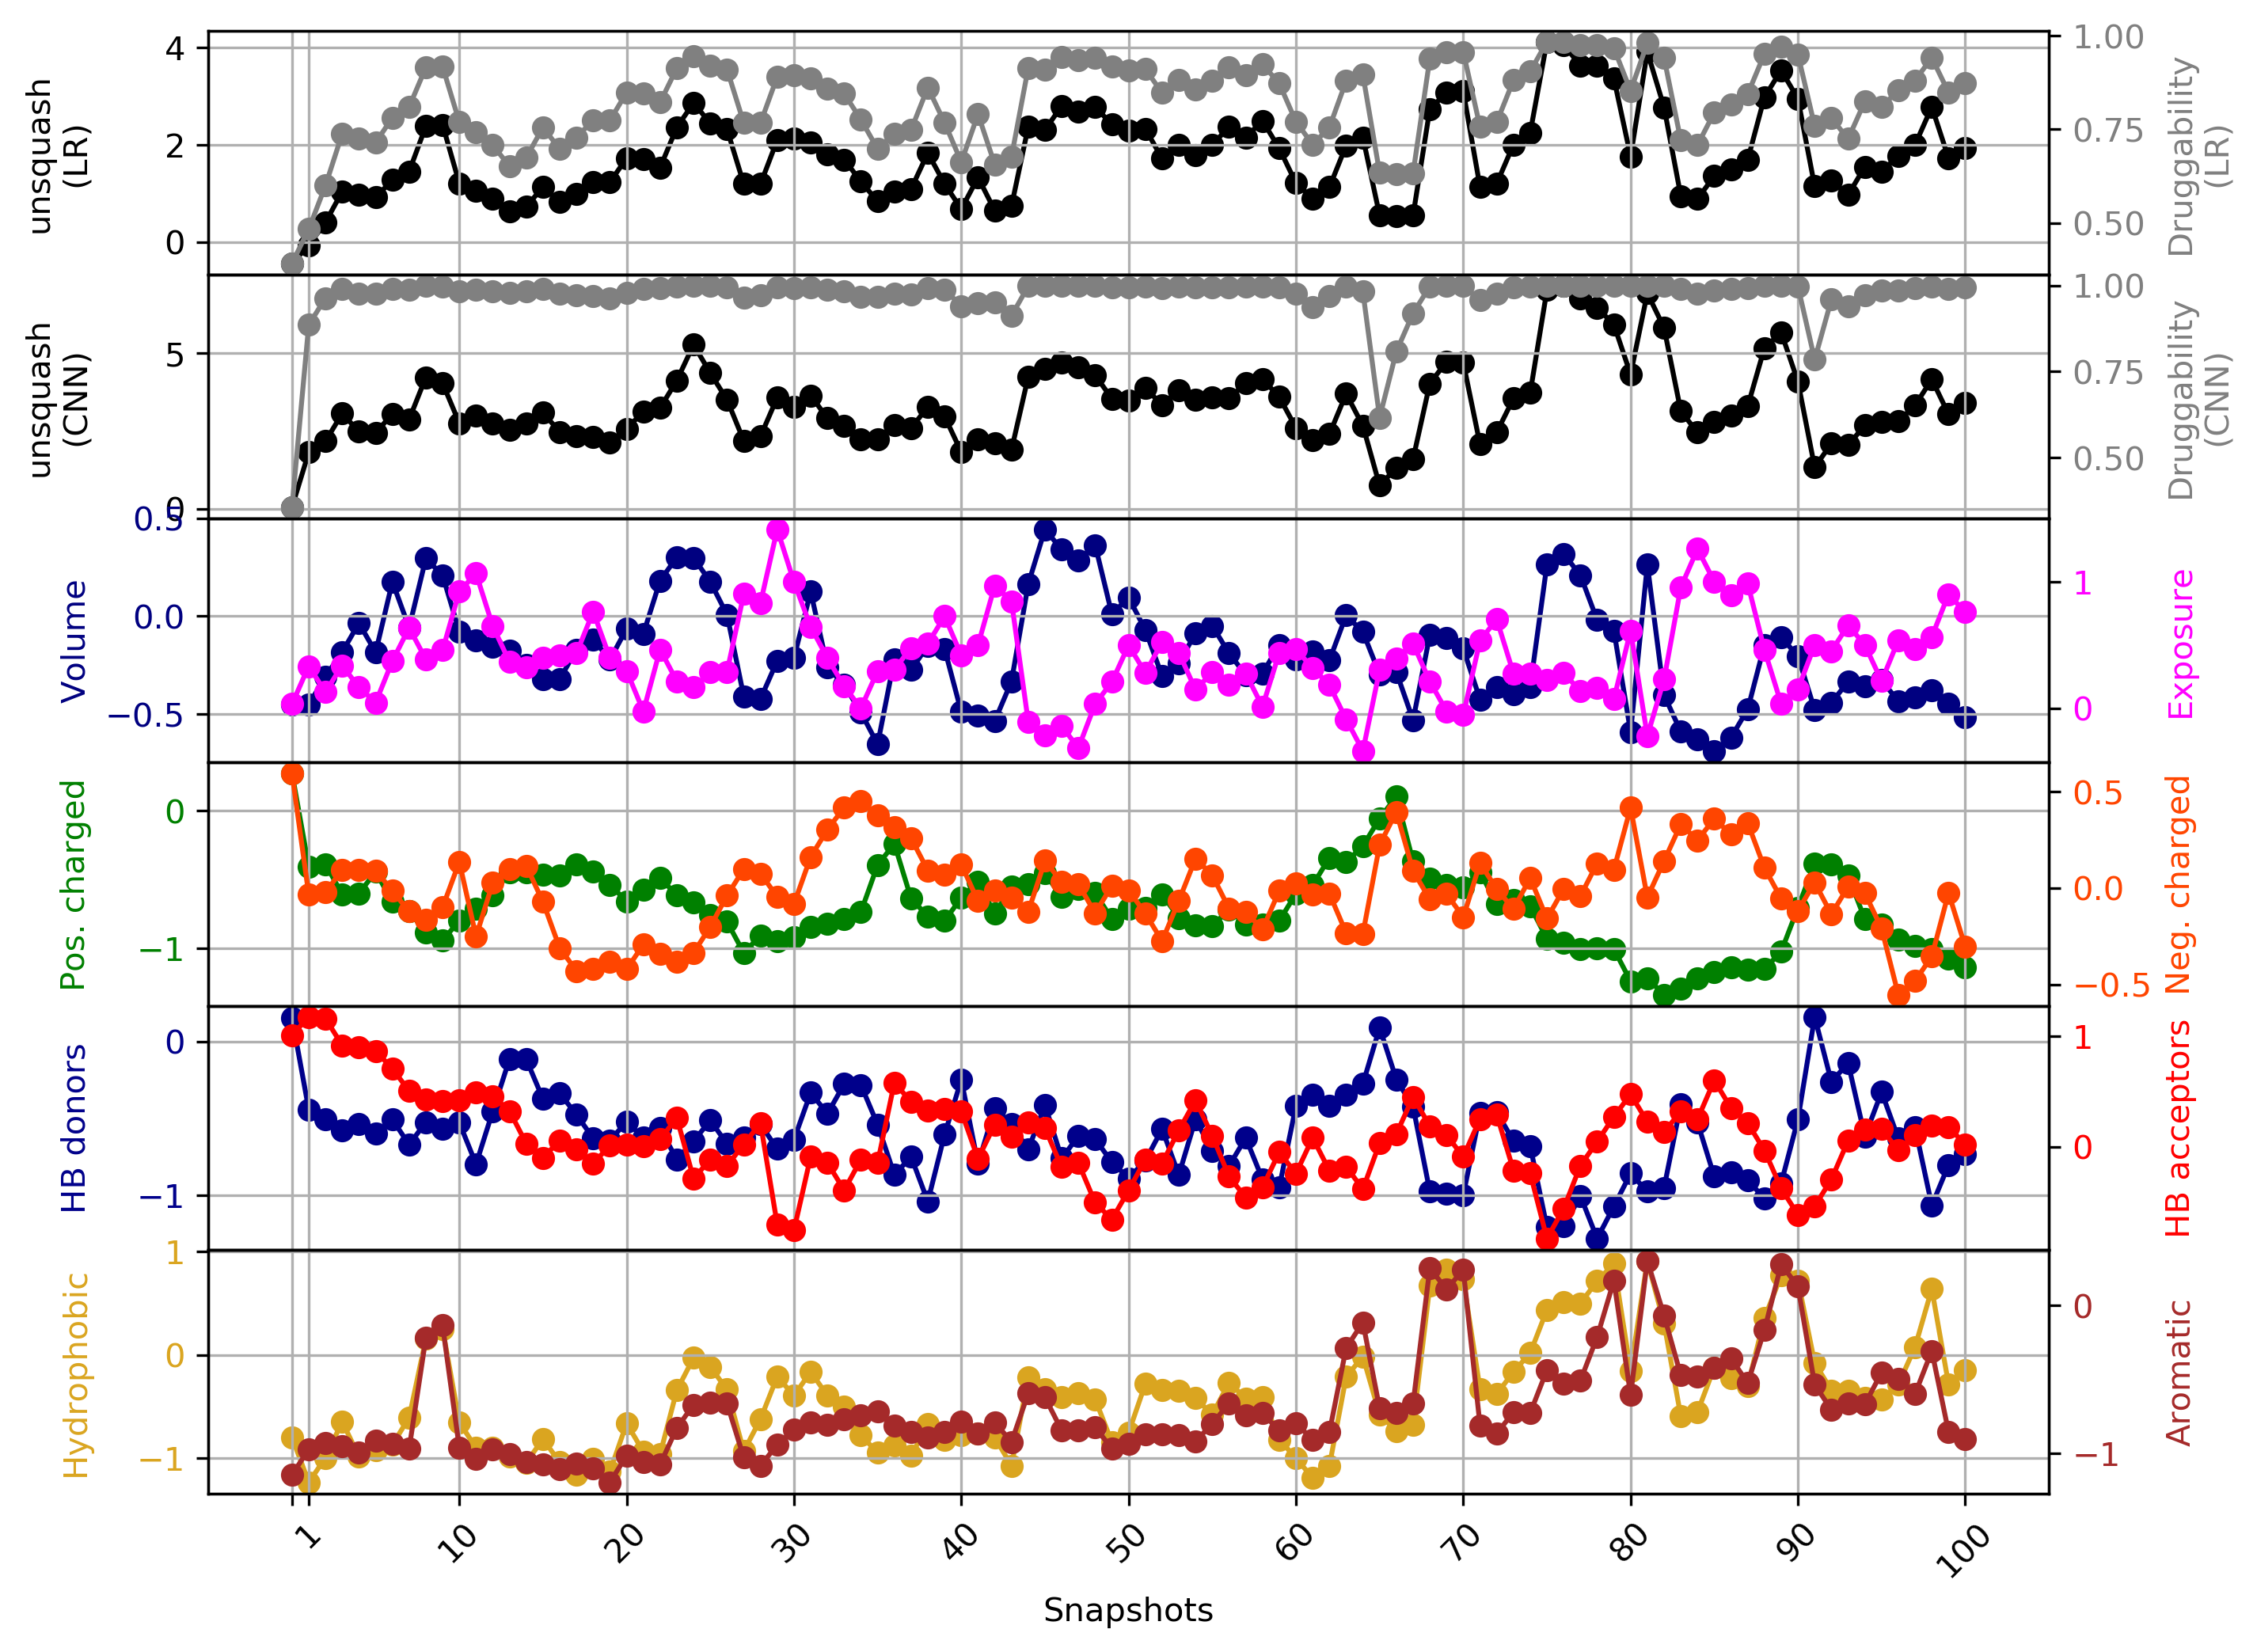 unsquash
(LR)
4
2
0
1.00
0.75
0.50
Druggability
(LR)
unsquash
(CNN)
5
0
1.00
0.75
0.50
Druggability
(CNN)
Volume
0.5
0.0
−0.5
1
0
Exposure
Pos. charged
0
−1
0.5
0.0
−0.5
Neg. charged
HB donors
0
−1
1
0
HB acceptors
Hydrophobic
1
0
−1
0
−1
Aromatic
1 10 20 30 40 50 60 70 80 90 100
Snapshots